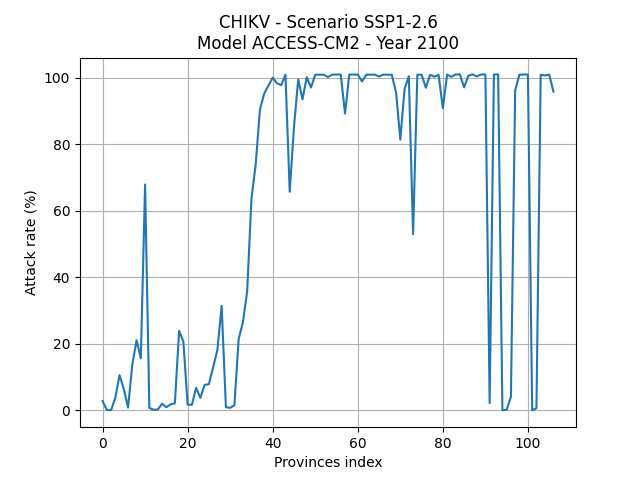 CHIKV - Scenario SSP1-2.6
Model ACCESS-CM2 - Year 2100
100
80
60
40
20
0
Attack rate (%)
0 20 40 60 80 100
Provinces index